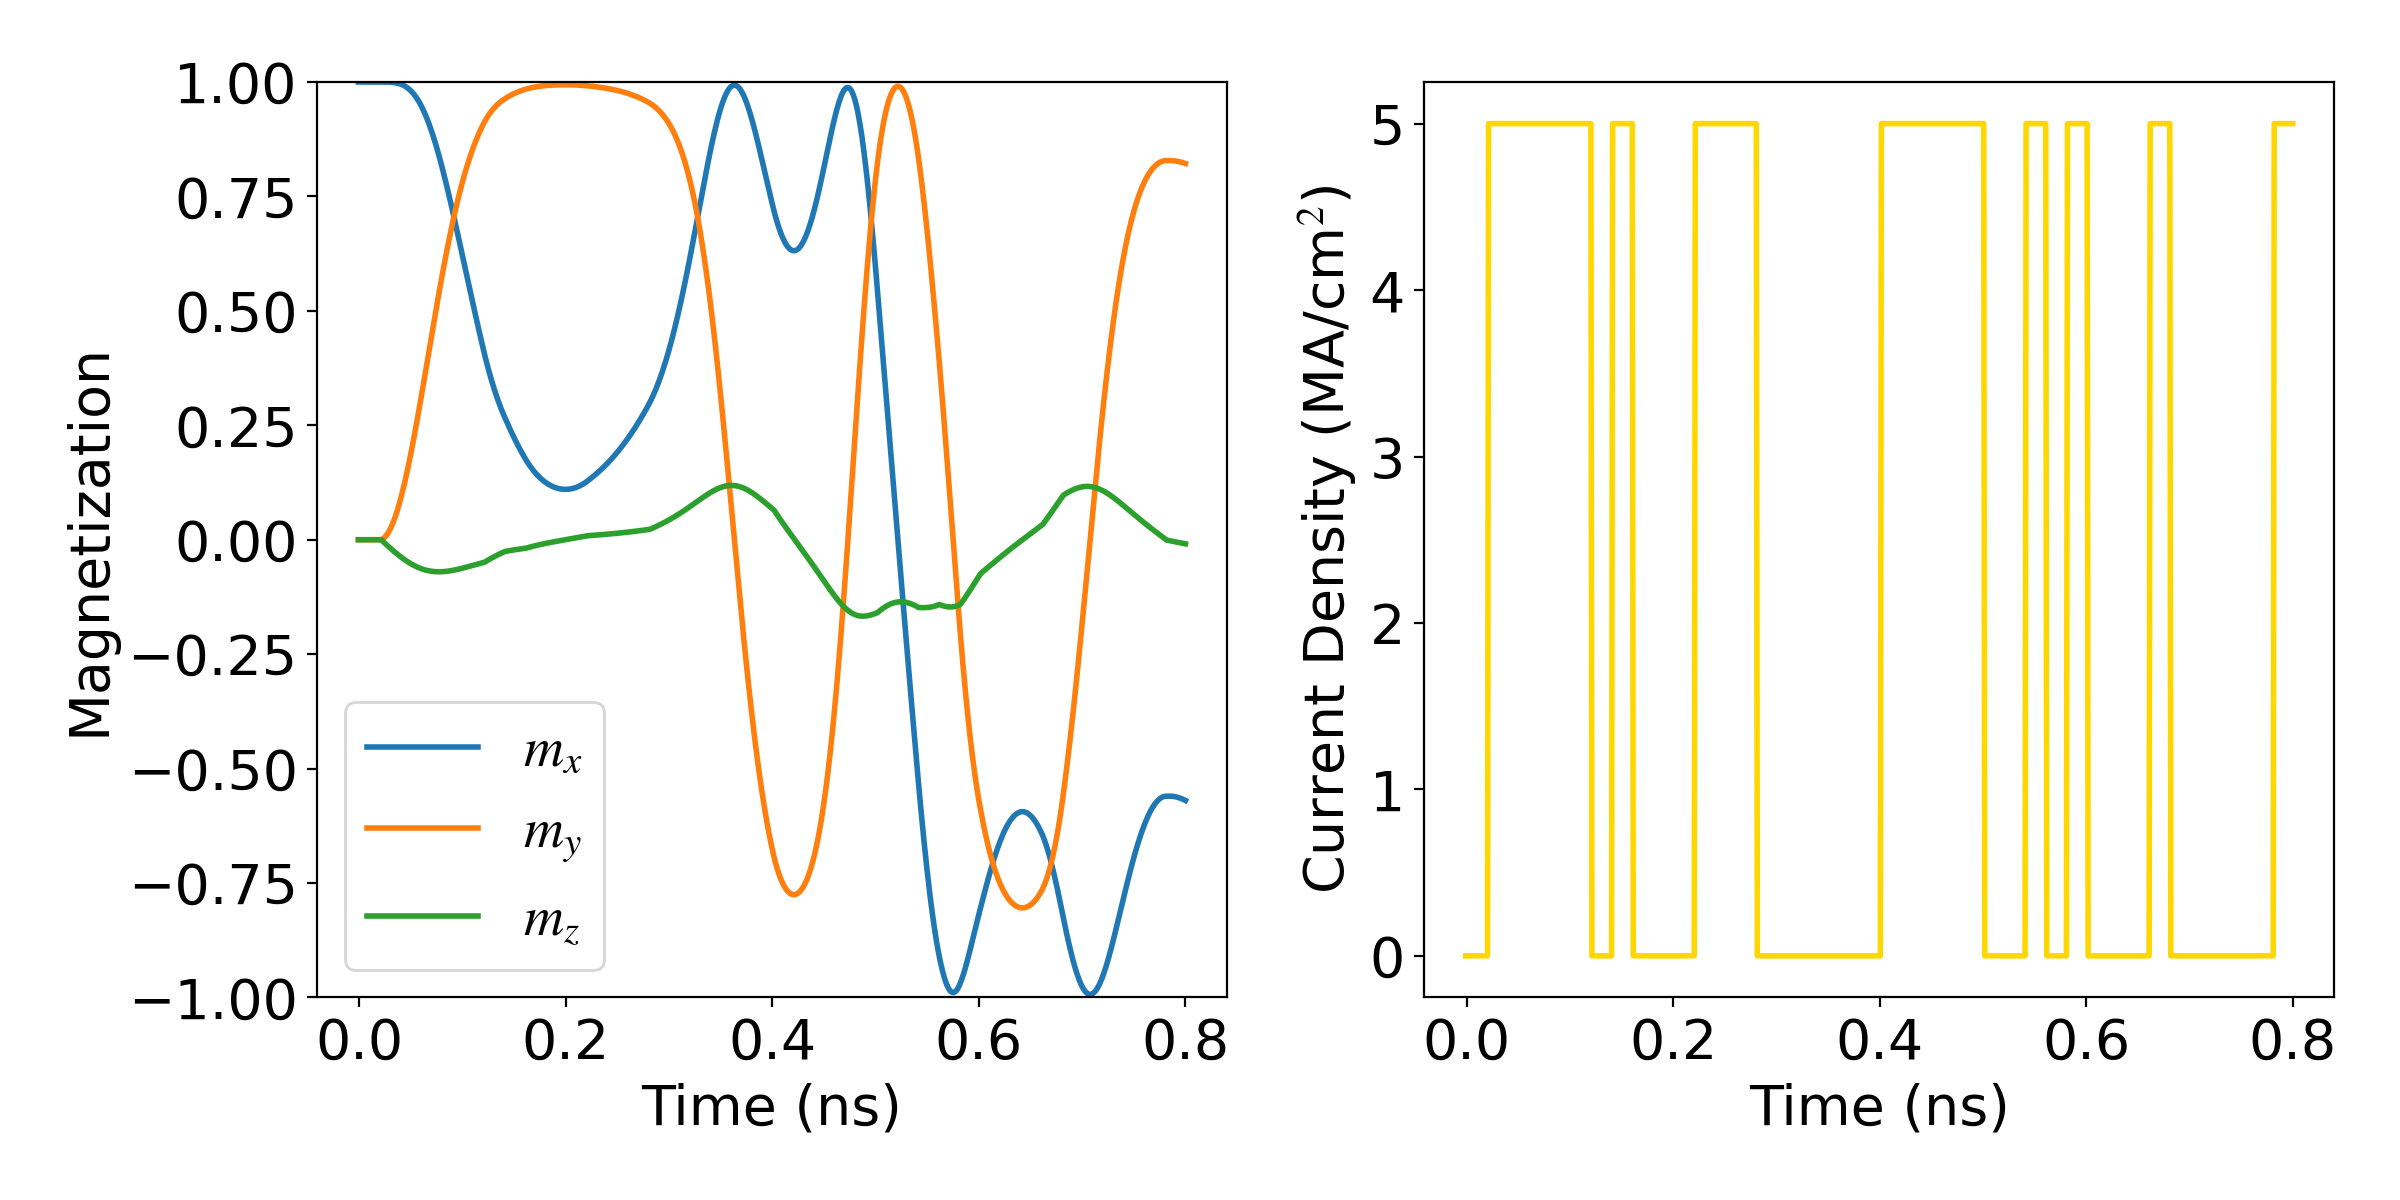 1.00
0.75
0.50
0.25
0.00
−0.25
−0.50
−0.75
−1.00
Magnetization
m_x
m_y
m_z
0.0 0.2 0.4 0.6 0.8
Time (ns)
5
4
3
2
1
0
Current Density (MA/cm²)
0.0 0.2 0.4 0.6 0.8
Time (ns)